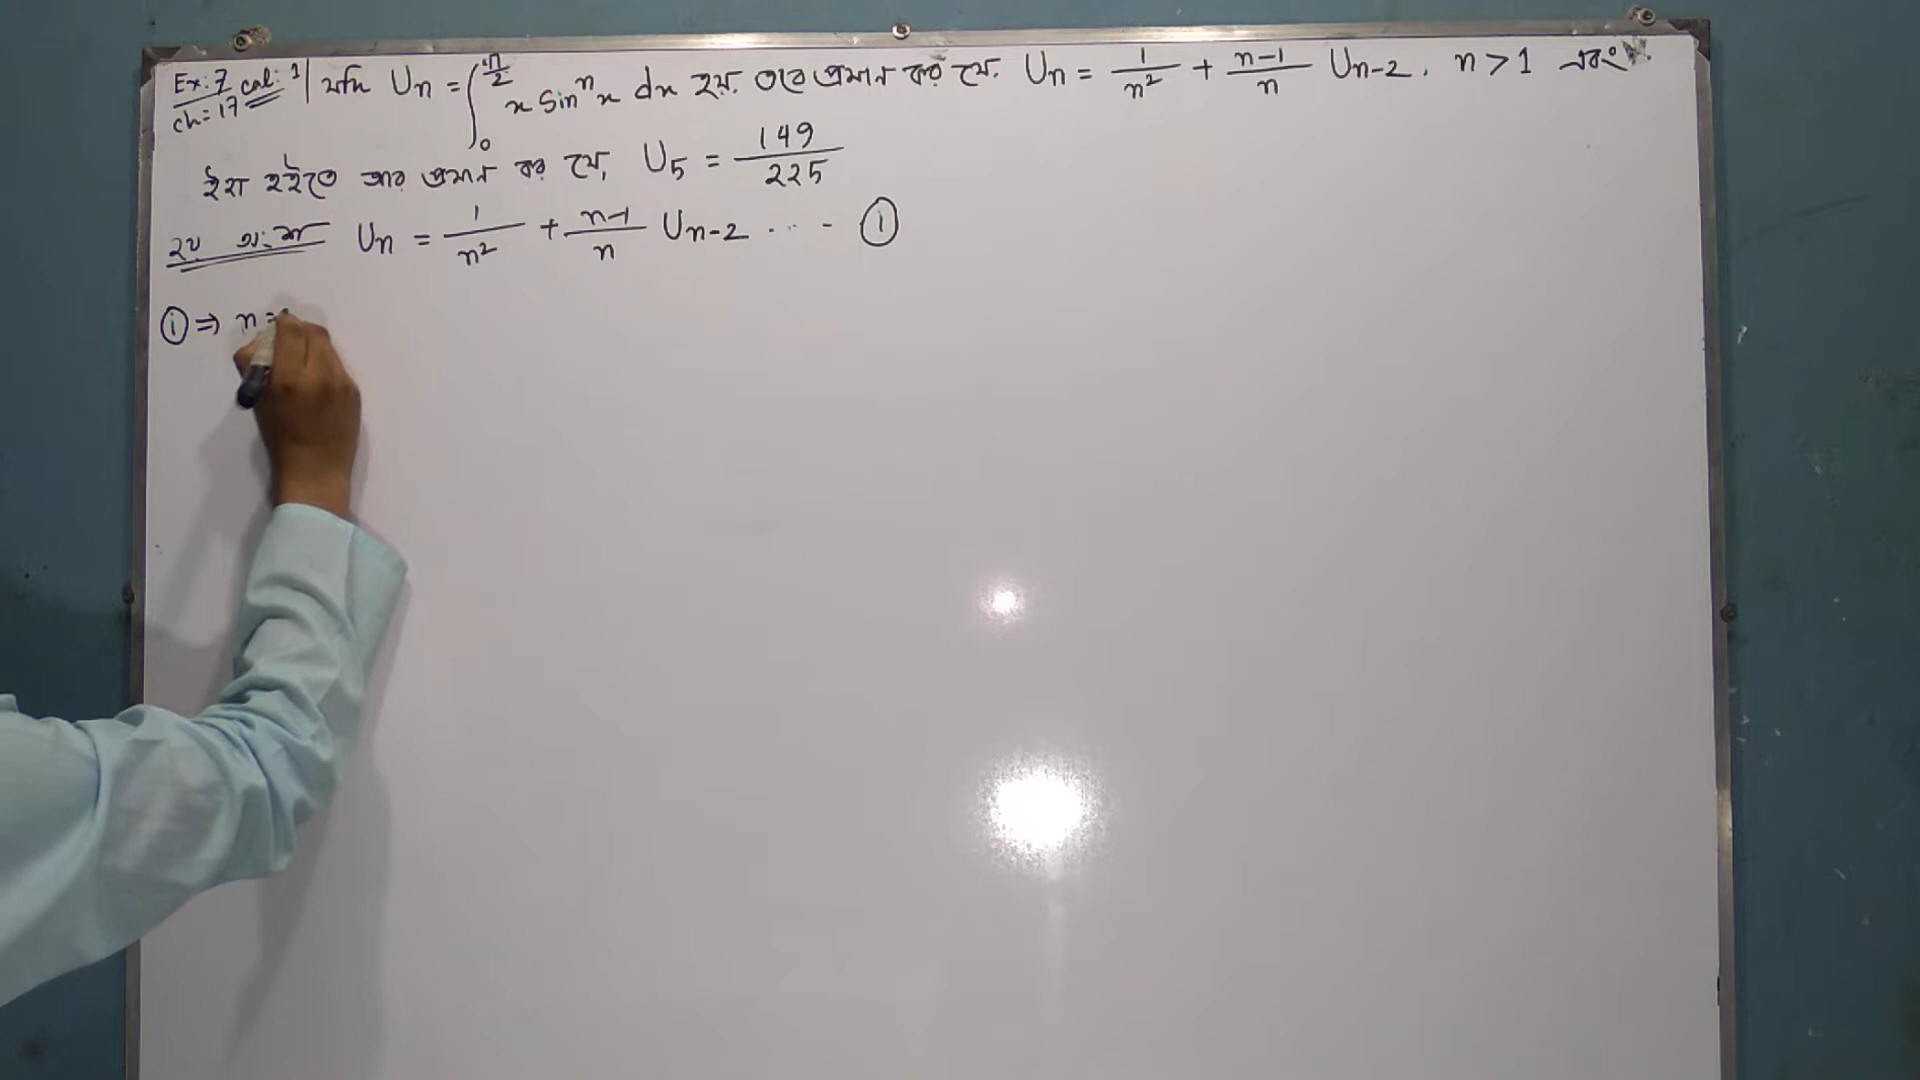 Ex: 7 cal: 1 | যদি Uₙ = ∫₀^{π/2} x Sinⁿx dx হয়. তবে প্রমাণ কর যে. Uₙ = 1/n² + (n-1)/n Uₙ₋₂ . n > 1 এবং
ch: 17
ইহা হইতে আর প্রমাণ কর যে, U₅ = 149/225
২য় অংশ Uₙ = 1/n² + (n-1)/n Uₙ₋₂ ... - ①
① ⇒ n =